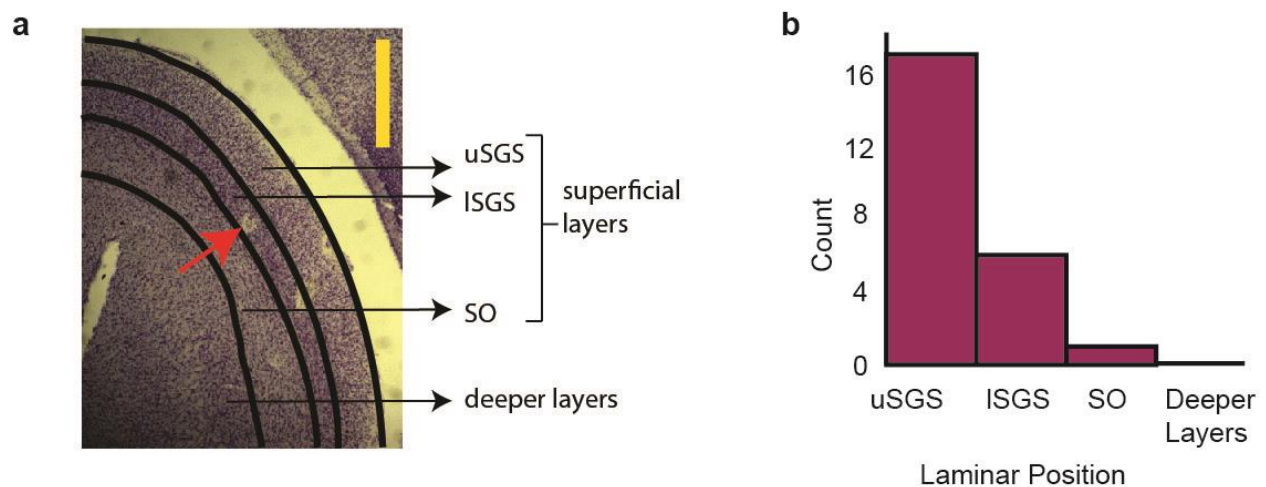 a
uSGS
lSGS
superficial
layers
SO
deeper layers
b
16
12
8
4
0
Count
uSGS
lSGS
SO
Deeper
Layers
Laminar Position